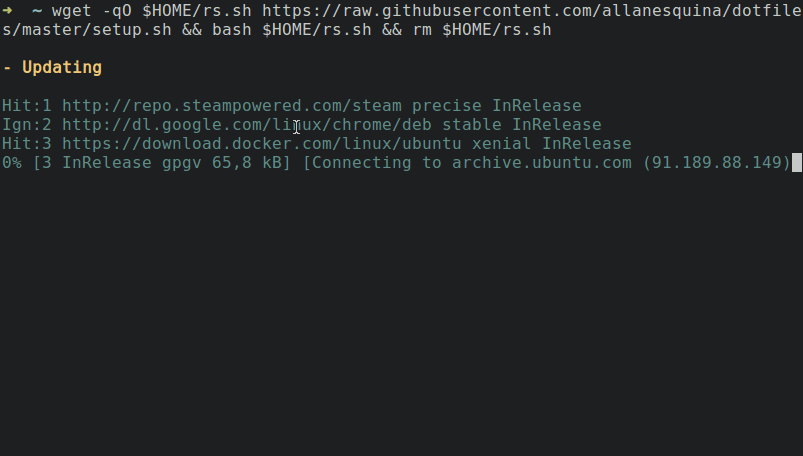 ➜  ~ wget -qO $HOME/rs.sh https://raw.githubusercontent.com/allanesquina/dotfile
s/master/setup.sh && bash $HOME/rs.sh && rm $HOME/rs.sh
- Updating
Hit:1 http://repo.steampowered.com/steam precise InRelease
Ign:2 http://dl.google.com/linux/chrome/deb stable InRelease
Hit:3 https://download.docker.com/linux/ubuntu xenial InRelease
0% [3 InRelease gpgv 65,8 kB] [Connecting to archive.ubuntu.com (91.189.88.149)